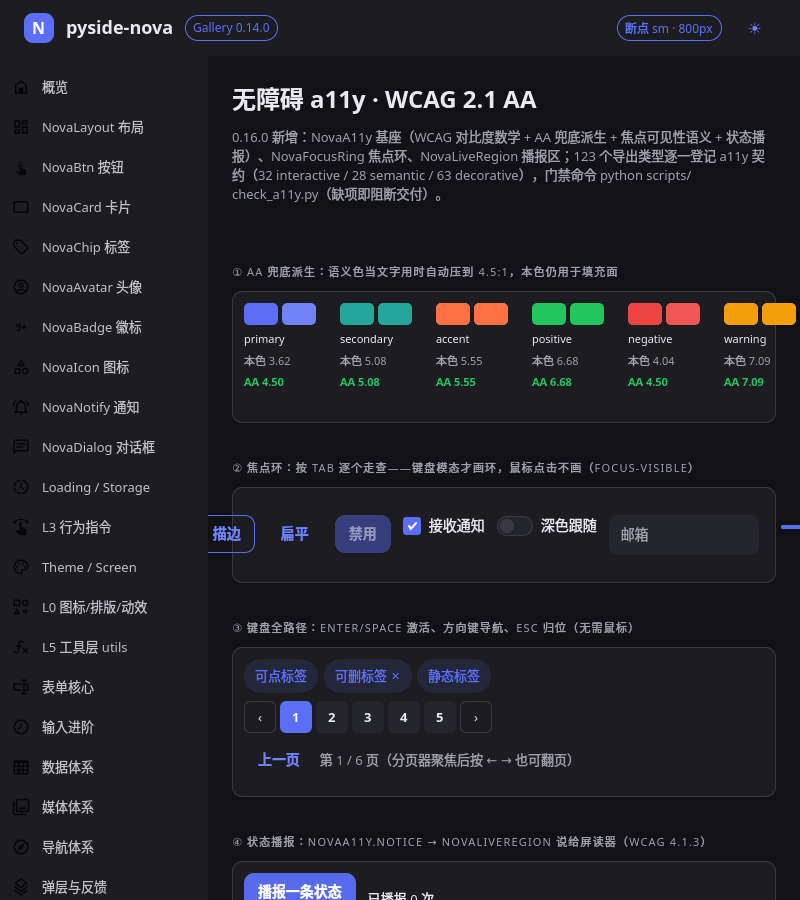 N pyside-nova Gallery 0.14.0 断点 sm · 800px
概览
NovaLayout 布局
NovaBtn 按钮
NovaCard 卡片
NovaChip 标签
NovaAvatar 头像
9+ NovaBadge 徽标
NovaIcon 图标
NovaNotify 通知
NovaDialog 对话框
Loading / Storage
L3 行为指令
Theme / Screen
L0 图标/排版/动效
L5 工具层 utils
表单核心
输入进阶
数据体系
媒体体系
导航体系
弹层与反馈
无障碍 a11y · WCAG 2.1 AA
0.16.0 新增：NovaA11y 基座（WCAG 对比度数学 + AA 兜底派生 + 焦点可见性语义 + 状态播
报）、NovaFocusRing 焦点环、NovaLiveRegion 播报区；123 个导出类型逐一登记 a11y 契
约（32 interactive / 28 semantic / 63 decorative），门禁命令 python scripts/
check_a11y.py（缺项即阻断交付）。
① AA 兜底派生：语义色当文字用时自动压到 4.5:1，本色仍用于填充面
primary secondary accent positive negative warning
本色 3.62 本色 5.08 本色 5.55 本色 6.68 本色 4.04 本色 7.09
AA 4.50 AA 5.08 AA 5.55 AA 6.68 AA 4.50 AA 7.09
② 焦点环：按 TAB 逐个走查——键盘模态才画环，鼠标点击不画（FOCUS-VISIBLE）
描边 扁平 禁用 接收通知 深色跟随 邮箱
③ 键盘全路径：ENTER/SPACE 激活、方向键导航、ESC 归位（无需鼠标）
可点标签 可删标签 × 静态标签
‹ 1 2 3 4 5 ›
上一页 第 1 / 6 页（分页器聚焦后按 ← → 也可翻页）
④ 状态播报：NOVAA11Y.NOTICE → NOVALIVEREGION 说给屏读器（WCAG 4.1.3）
播报一条状态 已播报 0 次